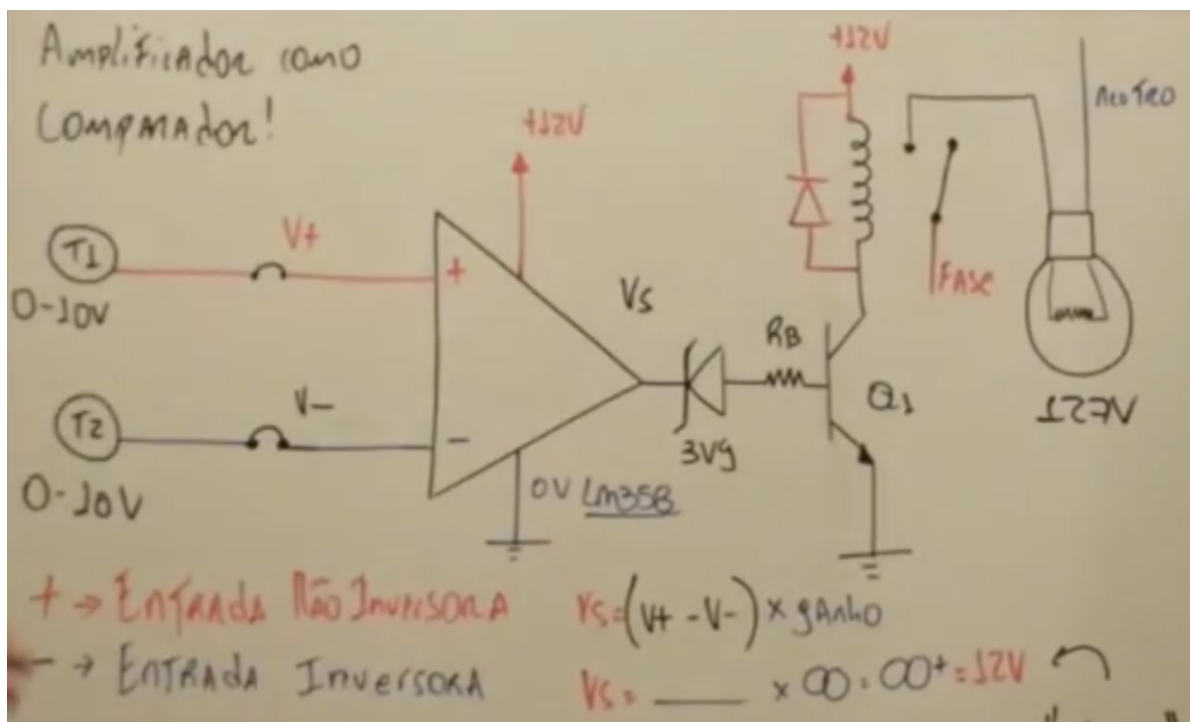 Amplificador como
Comparador!
+12V
+12V
Neutro
T1
V+
+
0-10V
Vs
FASE
RB
Q1
127V
T2
V-
-
3V9
0-10V
0V Lm358
+ → Entrada Não Inversora
Vs=(V+ -V-) x gAnho
- → Entrada Inversora
Vs= ____ x ∞ = ∞+ = 12V